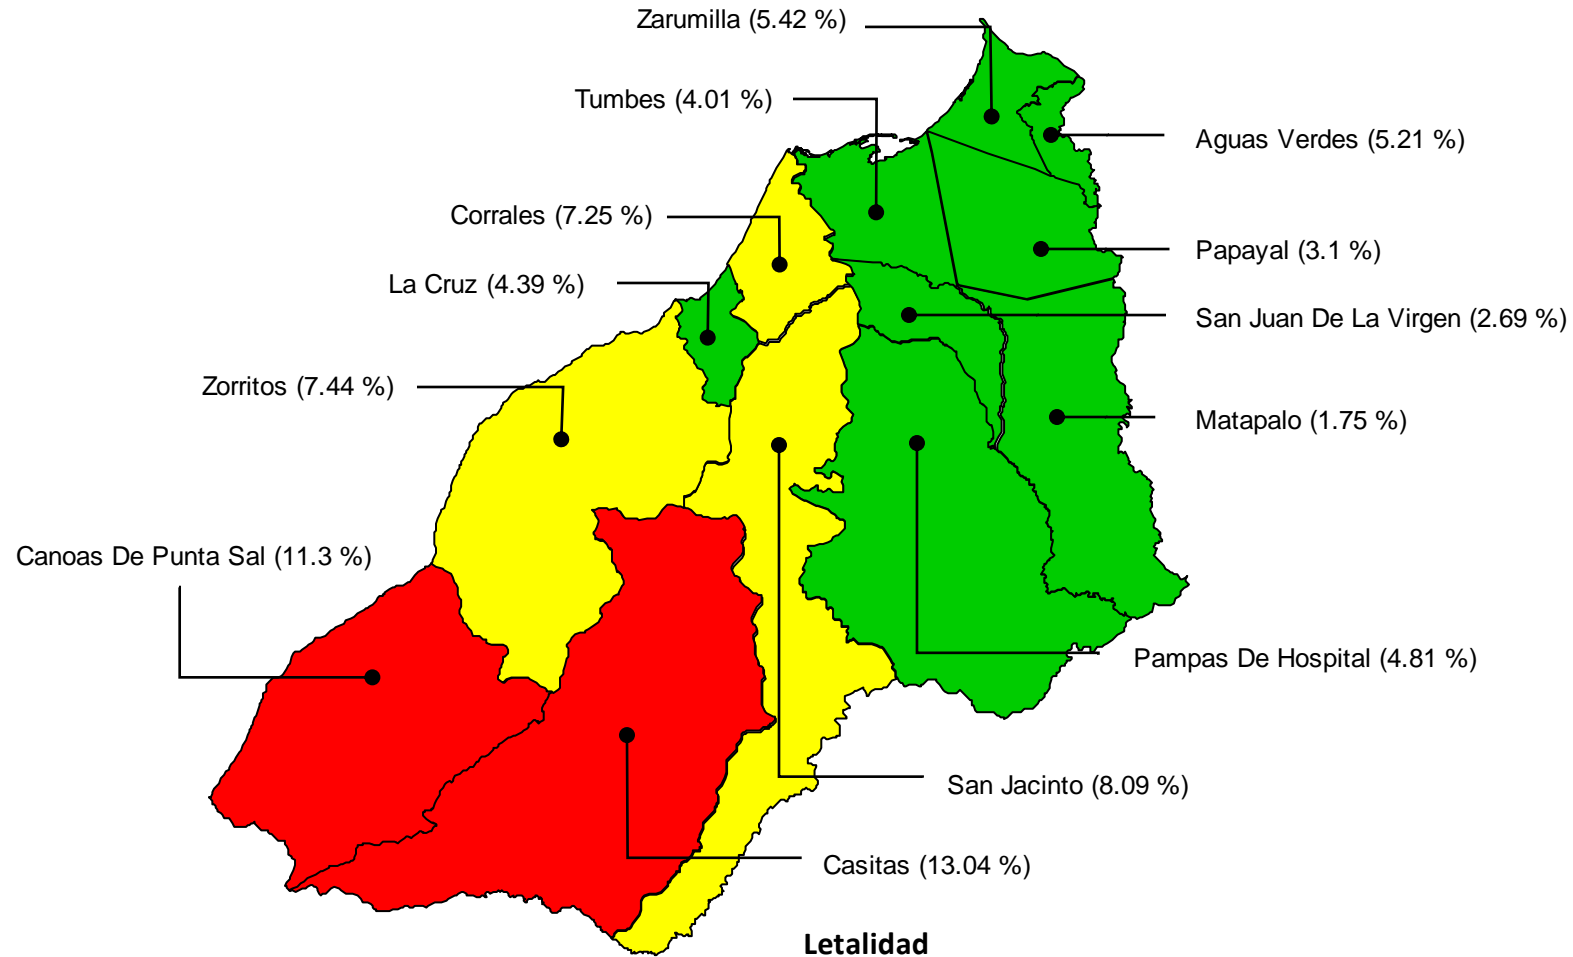 Zarumilla (5.42 %)
Tumbes (4.01 %)
Aguas Verdes (5.21 %)
Corrales (7.25 %)
Papayal (3.1 %)
La Cruz (4.39 %)
San Juan De La Virgen (2.69 %)
Zorritos (7.44 %)
Matapalo (1.75 %)
Canoas De Punta Sal (11.3 %)
Pampas De Hospital (4.81 %)
San Jacinto (8.09 %)
Casitas (13.04 %)
Letalidad